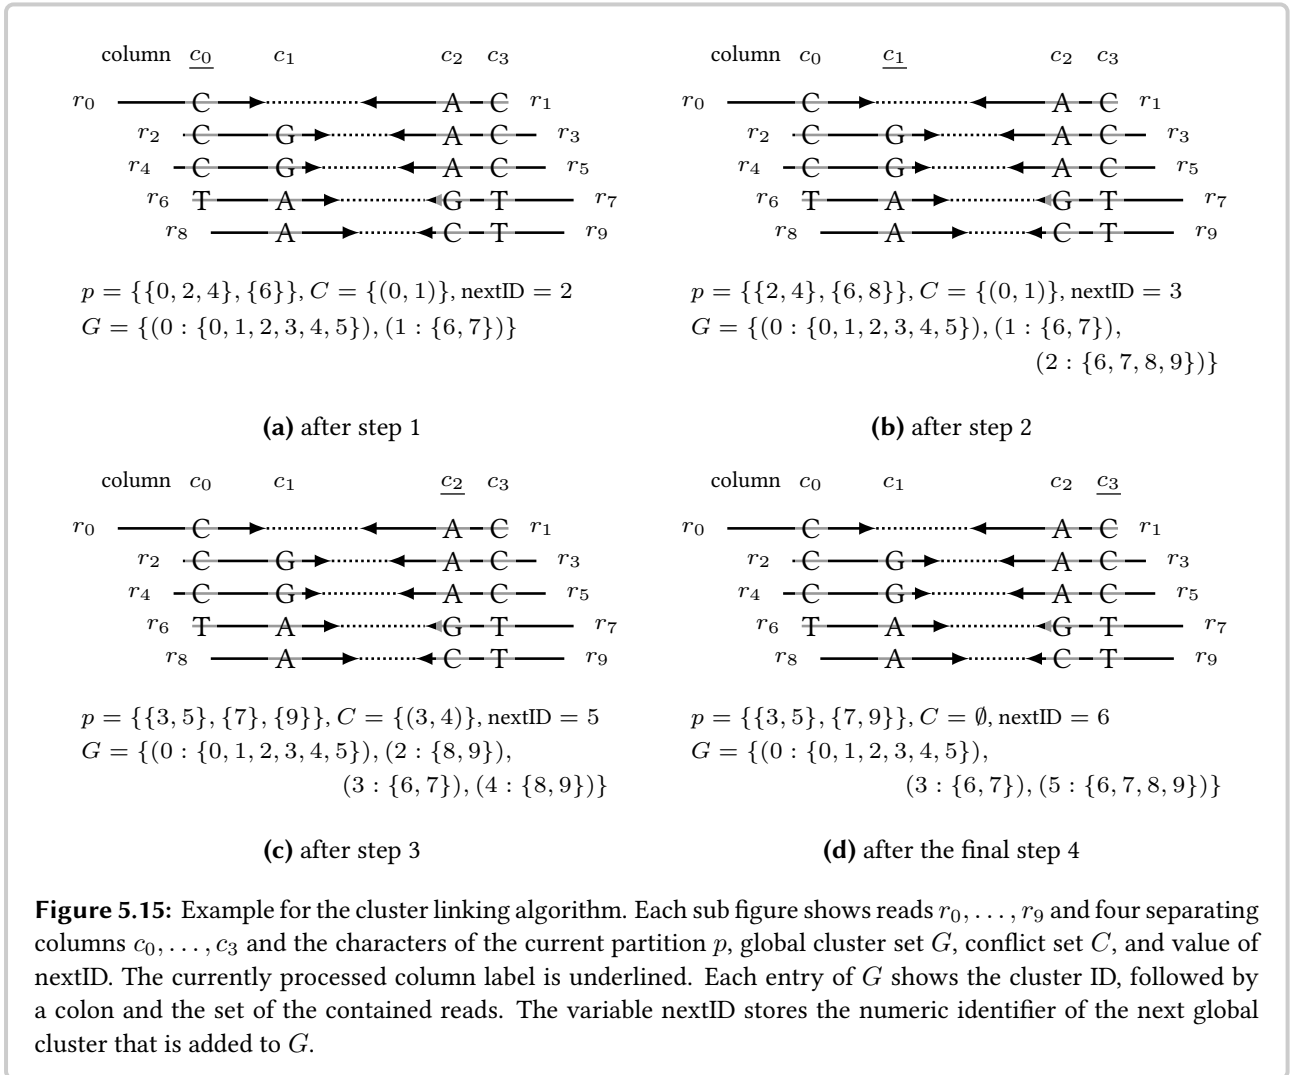 column c₀ c₁ c₂ c₃
r₀ C A C r₁
r₂ C G A C r₃
r₄ C G A C r₅
r₆ T A G T r₇
r₈ A C T r₉
p = {{0, 2, 4}, {6}}, C = {(0, 1)}, nextID = 2
G = {(0 : {0, 1, 2, 3, 4, 5}), (1 : {6, 7})}
(a) after step 1
column c₀ c₁ c₂ c₃
r₀ C A C r₁
r₂ C G A C r₃
r₄ C G A C r₅
r₆ T A G T r₇
r₈ A C T r₉
p = {{2, 4}, {6, 8}}, C = {(0, 1)}, nextID = 3
G = {(0 : {0, 1, 2, 3, 4, 5}), (1 : {6, 7}),
(2 : {6, 7, 8, 9})}
(b) after step 2
column c₀ c₁ c₂ c₃
r₀ C A C r₁
r₂ C G A C r₃
r₄ C G A C r₅
r₆ T A G T r₇
r₈ A C T r₉
p = {{3, 5}, {7}, {9}}, C = {(3, 4)}, nextID = 5
G = {(0 : {0, 1, 2, 3, 4, 5}), (2 : {8, 9}),
(3 : {6, 7}), (4 : {8, 9})}
(c) after step 3
column c₀ c₁ c₂ c₃
r₀ C A C r₁
r₂ C G A C r₃
r₄ C G A C r₅
r₆ T A G T r₇
r₈ A C T r₉
p = {{3, 5}, {7, 9}}, C = ∅, nextID = 6
G = {(0 : {0, 1, 2, 3, 4, 5}),
(3 : {6, 7}), (5 : {6, 7, 8, 9})}
(d) after the final step 4
Figure 5.15: Example for the cluster linking algorithm. Each sub figure shows reads r₀, . . . , r₉ and four separating
columns c₀, . . . , c₃ and the characters of the current partition p, global cluster set G, conflict set C, and value of
nextID. The currently processed column label is underlined. Each entry of G shows the cluster ID, followed by
a colon and the set of the contained reads. The variable nextID stores the numeric identifier of the next global
cluster that is added to G.